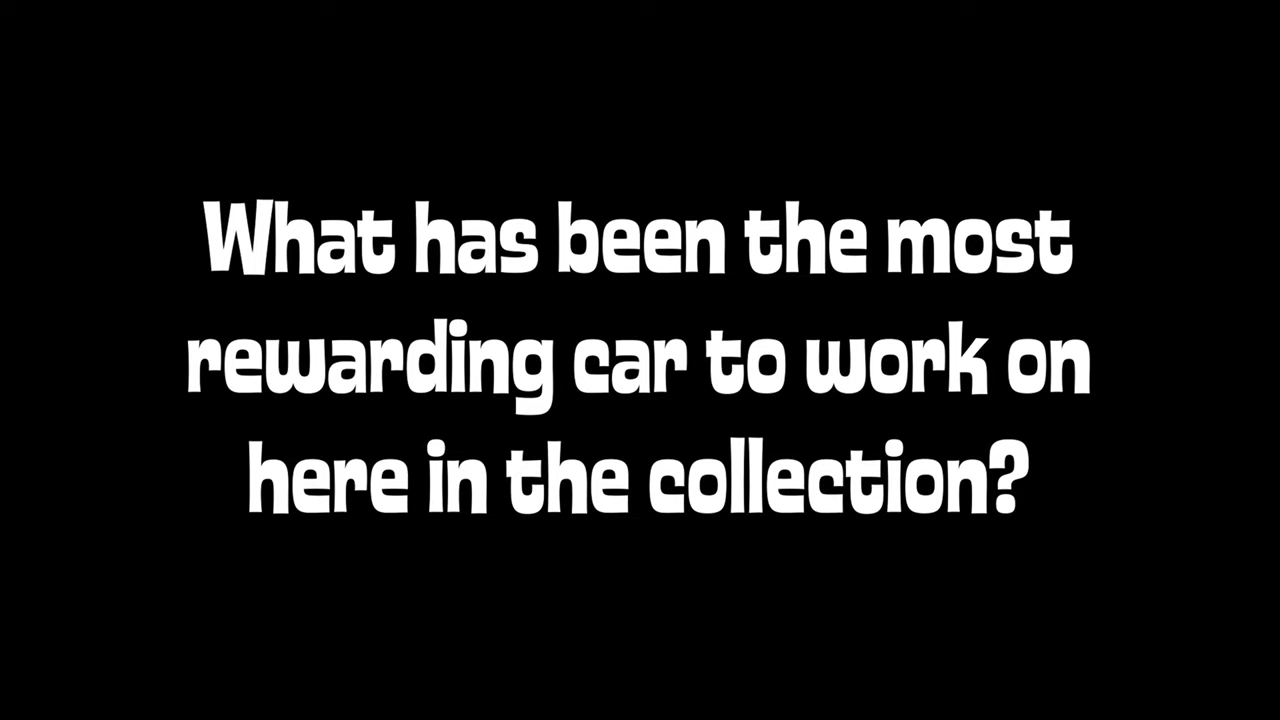 What has been the most
rewarding car to work on
here in the collection?